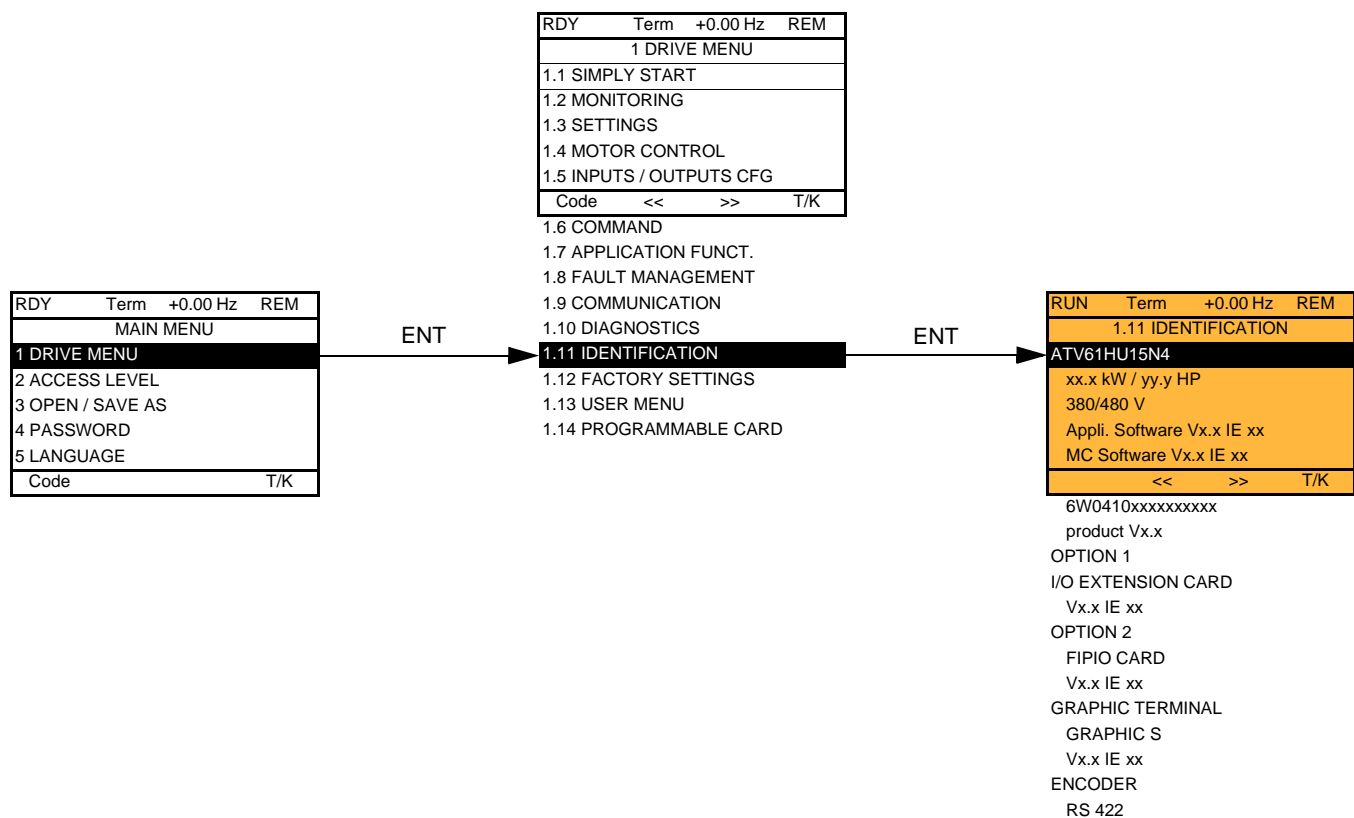 RDY Term +0.00 Hz REM
MAIN MENU
1 DRIVE MENU
2 ACCESS LEVEL
3 OPEN / SAVE AS
4 PASSWORD
5 LANGUAGE
Code T/K
ENT
RDY Term +0.00 Hz REM
1 DRIVE MENU
1.1 SIMPLY START
1.2 MONITORING
1.3 SETTINGS
1.4 MOTOR CONTROL
1.5 INPUTS / OUTPUTS CFG
Code << >> T/K
1.6 COMMAND
1.7 APPLICATION FUNCT.
1.8 FAULT MANAGEMENT
1.9 COMMUNICATION
1.10 DIAGNOSTICS
1.11 IDENTIFICATION
1.12 FACTORY SETTINGS
1.13 USER MENU
1.14 PROGRAMMABLE CARD
ENT
RUN Term +0.00 Hz REM
1.11 IDENTIFICATION
ATV61HU15N4
xx.x kW / yy.y HP
380/480 V
Appli. Software Vx.x IE xx
MC Software Vx.x IE xx
<< >> T/K
6W0410xxxxxxxxxx
product Vx.x
OPTION 1
I/O EXTENSION CARD
Vx.x IE xx
OPTION 2
FIPIO CARD
Vx.x IE xx
GRAPHIC TERMINAL
GRAPHIC S
Vx.x IE xx
ENCODER
RS 422